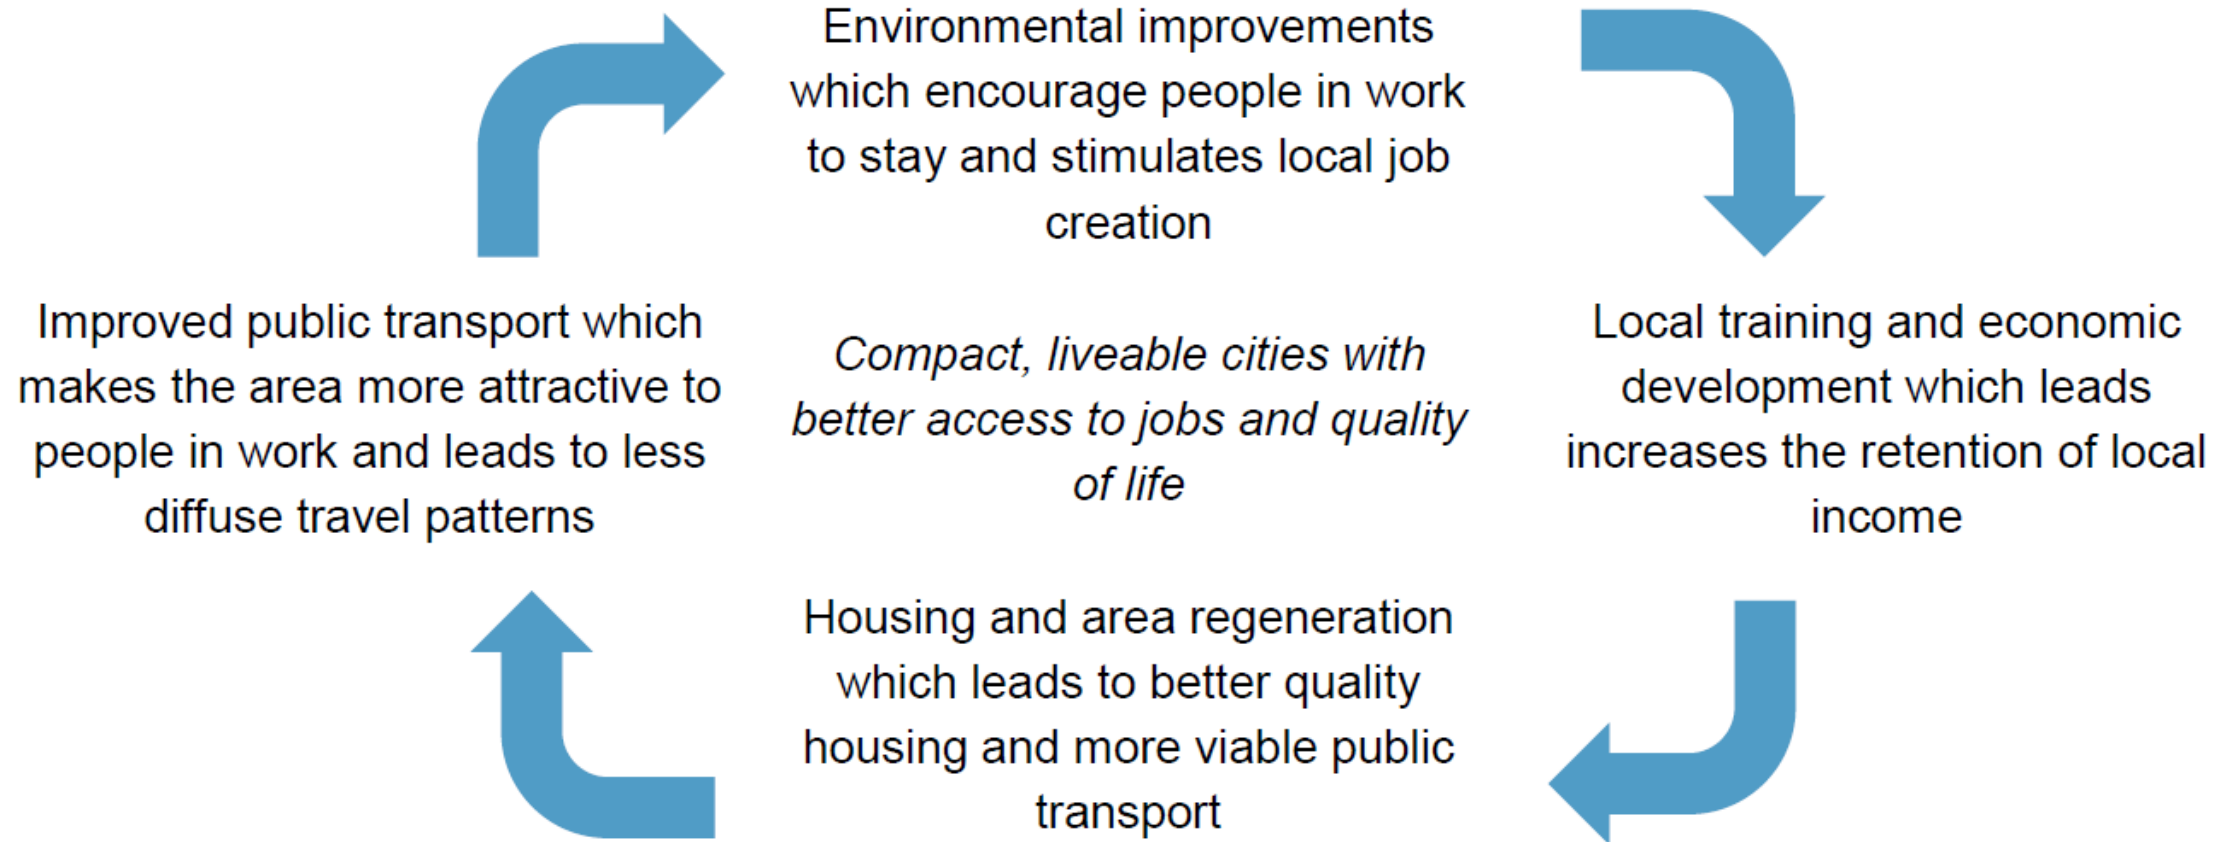 Environmental improvements
which encourage people in work
to stay and stimulates local job
creation
Improved public transport which
makes the area more attractive to
people in work and leads to less
diffuse travel patterns
Compact, liveable cities with
better access to jobs and quality
of life
Local training and economic
development which leads
increases the retention of local
income
Housing and area regeneration
which leads to better quality
housing and more viable public
transport